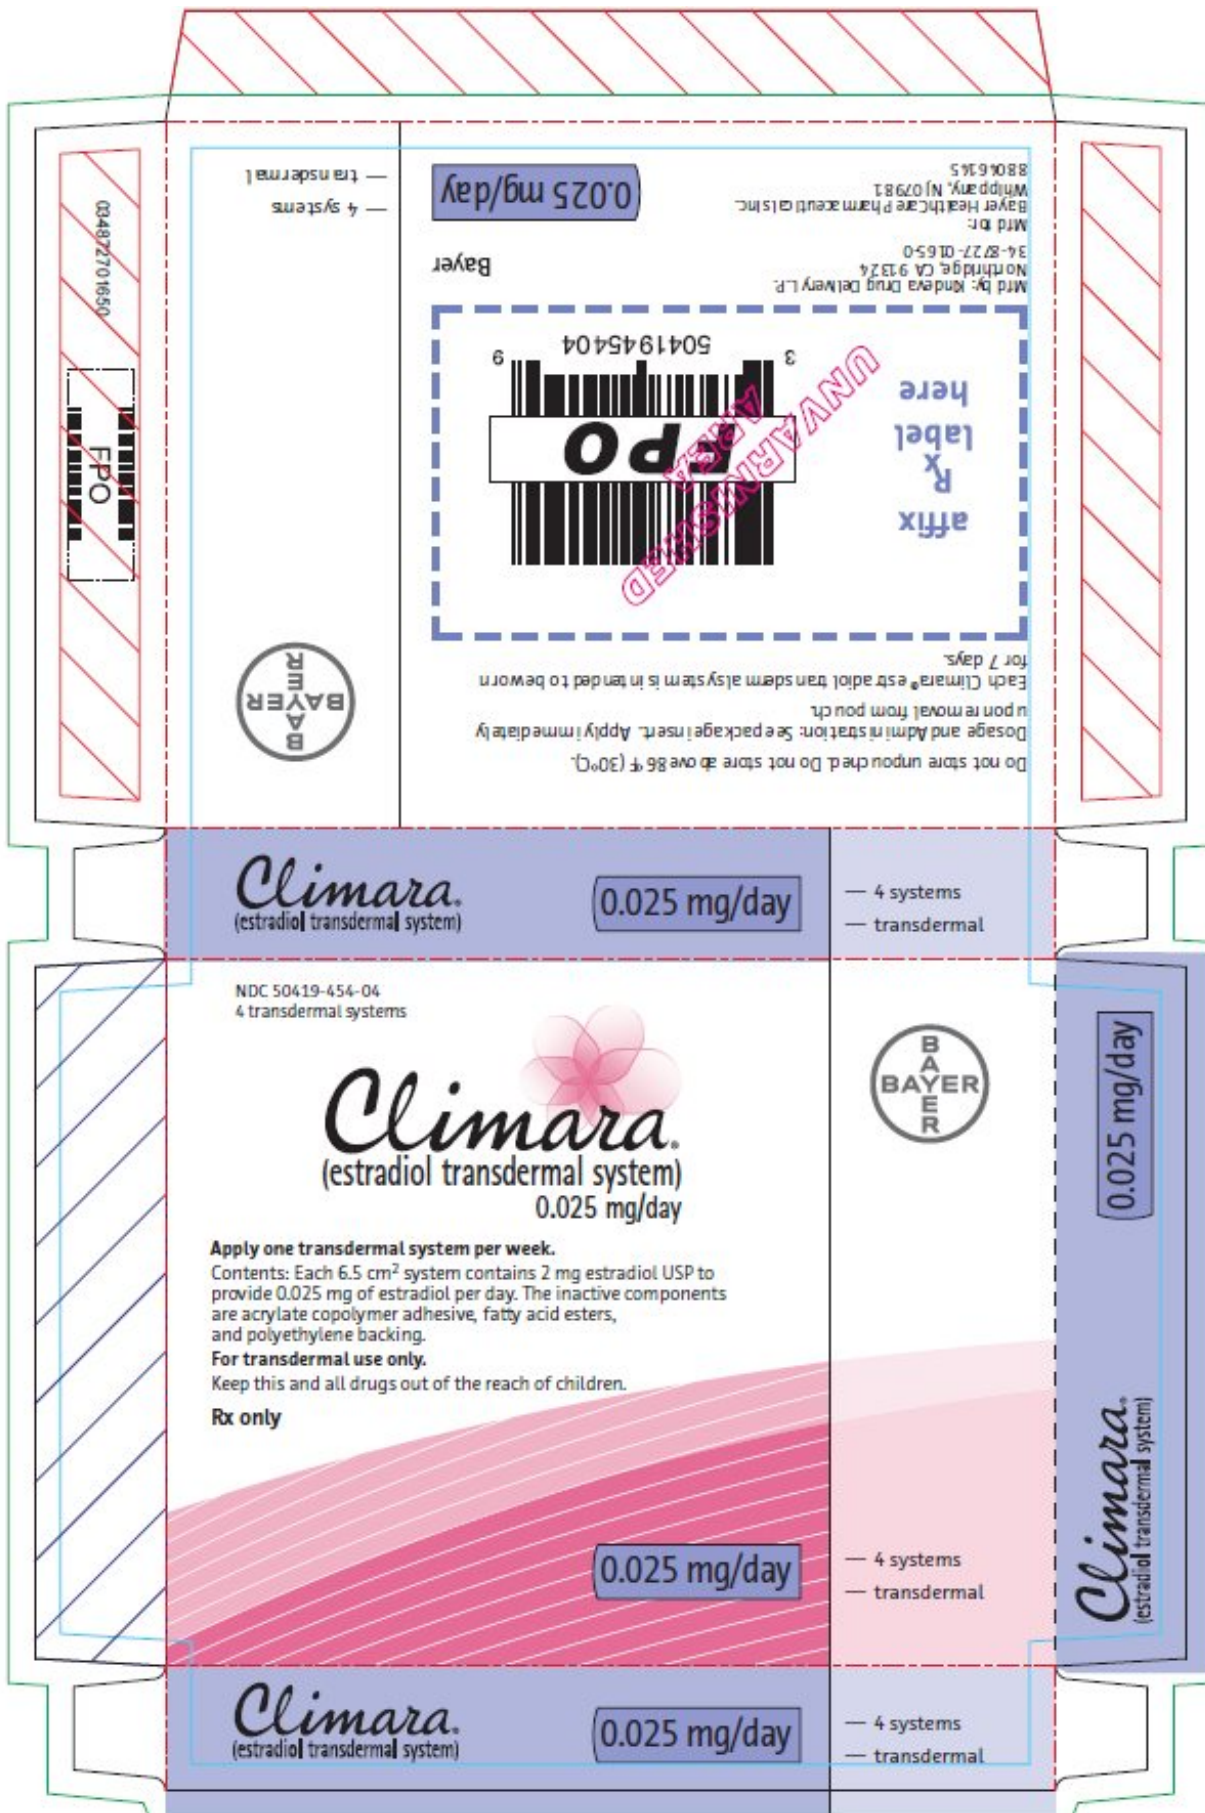 — 4 systems
— transdermal
0.025 mg/day
Mfd for:
Bayer HealthCare Pharmaceuticals Inc.
Whippany, NJ 07981
88046145
Bayer
Mfd by: Kindeva Drug Delivery L.P.
Northridge, CA 91324
34-8727-0165-0
034872701650
FPO
affix
Rx
label
here
3 5041945404 9
FPO
UNVARNISHED
AREA
Each Climara® estradiol transdermal system is intended to be worn
for 7 days.
Dosage and Administration: See package insert. Apply immediately
upon removal from pouch.
Do not store unpouched. Do not store above 86 °F (30°C).
BAYER
BAYER
Climara®
(estradiol transdermal system)
0.025 mg/day
— 4 systems
— transdermal
NDC 50419-454-04
4 transdermal systems
Climara®
(estradiol transdermal system)
0.025 mg/day
BAYER
BAYER
Apply one transdermal system per week.
Contents: Each 6.5 cm² system contains 2 mg estradiol USP to
provide 0.025 mg of estradiol per day. The inactive components
are acrylate copolymer adhesive, fatty acid esters,
and polyethylene backing.
For transdermal use only.
Keep this and all drugs out of the reach of children.
Rx only
0.025 mg/day
— 4 systems
— transdermal
Climara®
(estradiol transdermal system)
0.025 mg/day
Climara®
(estradiol transdermal system)
0.025 mg/day
— 4 systems
— transdermal